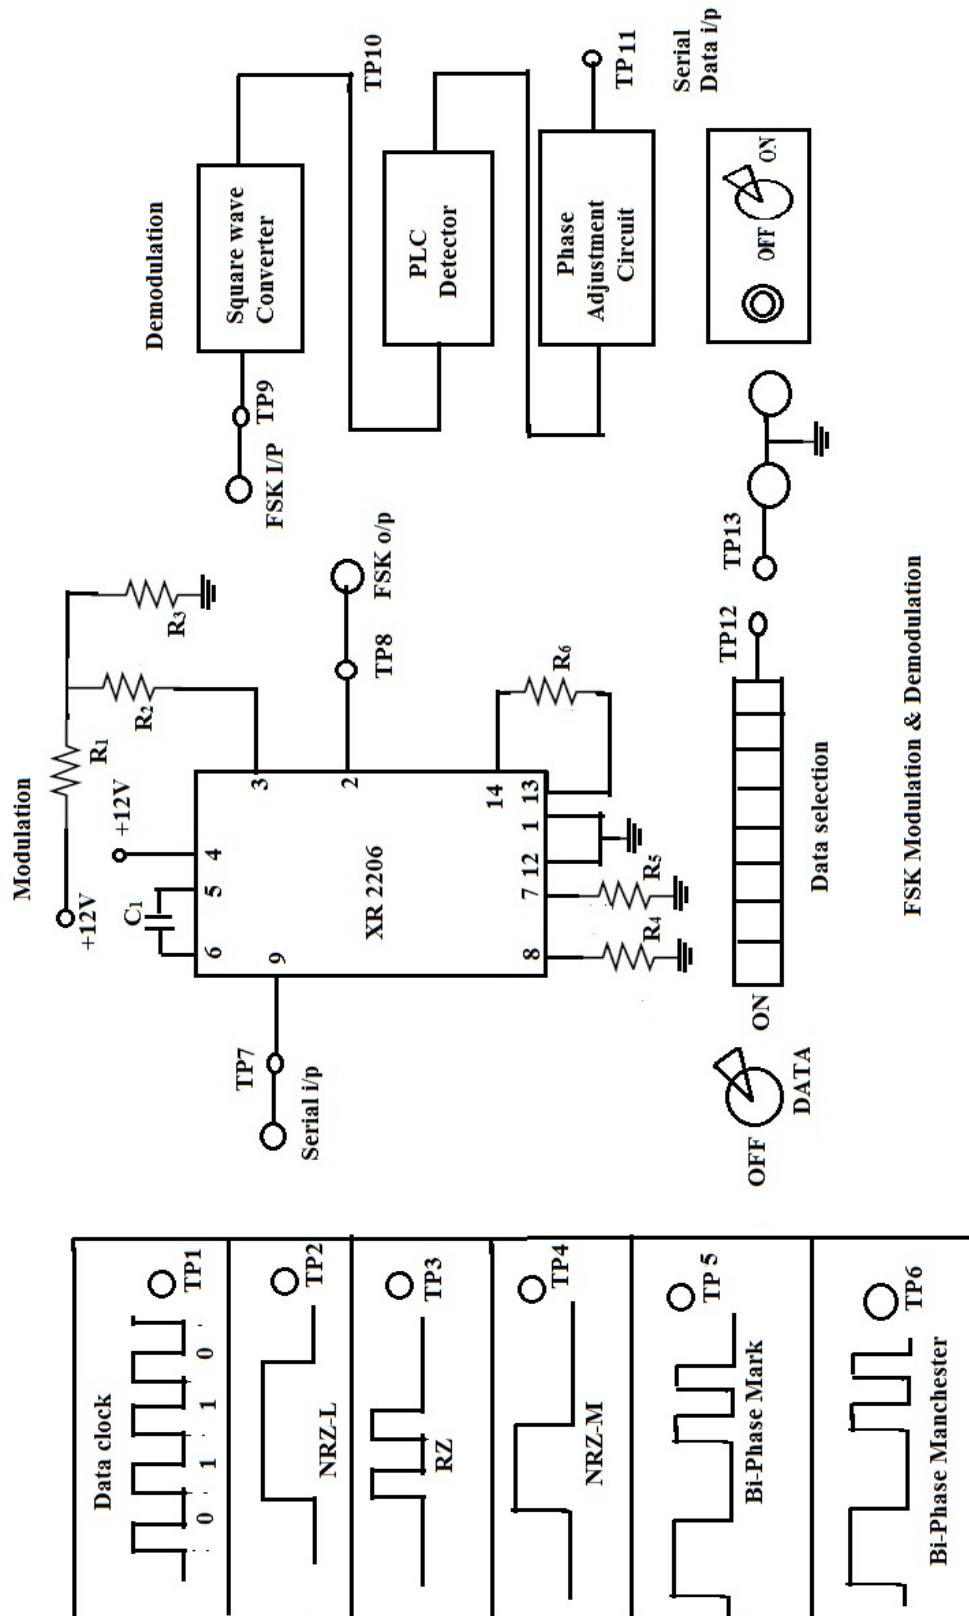 Data clock
0 1 1 0
TP1
NRZ-L
TP2
RZ
TP3
NRZ-M
TP4
Bi-Phase Mark
TP 5
Bi-Phase Manchester
TP6
Modulation
+12V
R1
+12V
R2
R3
C1
6
5
4
3
9
TP7
Serial i/p
XR 2206
2
TP8
FSK o/p
8
7
12
1
13
14
R4
R5
R6
Demodulation
FSK I/P
TP9
Square wave
Converter
TP10
PLC
Detector
Phase
Adjustment
Circuit
TP11
Serial
Data i/p
OFF
ON
DATA
Data selection
TP12
TP13
OFF
ON
FSK Modulation & Demodulation